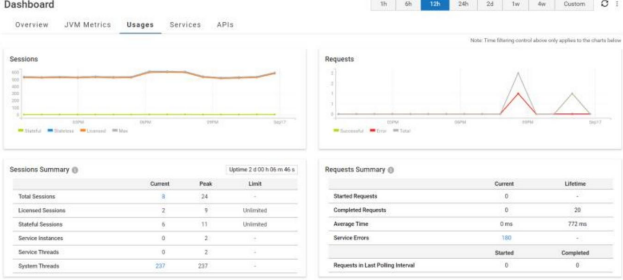 Dashboard
1h 6h 12h 24h 2d 1w 4w Custom
Overview JVM Metrics Usages Services APIs
Note: Time filtering control above only applies to the charts below
Sessions
Stateful Stateless Licensed Max
Requests
Successful Error Total
Sessions Summary
Uptime 2 d 00 h 06 m 46 s
Current Peak Limit
Total Sessions 8 24 -
Licensed Sessions 2 9 Unlimited
Stateful Sessions 6 11 Unlimited
Service Instances 0 2 -
Service Threads 0 2 -
System Threads 237 237 -
Requests Summary
Current Lifetime
Started Requests 0 -
Completed Requests 0 20
Average Time 0 ms 772 ms
Service Errors 180 -
Started Completed
Requests in Last Polling Interval 0 0